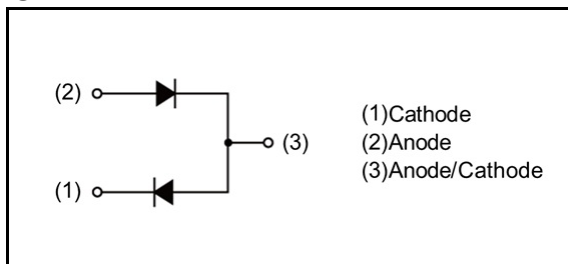 (2)
(3)
(1)
(1)Cathode
(2)Anode
(3)Anode/Cathode